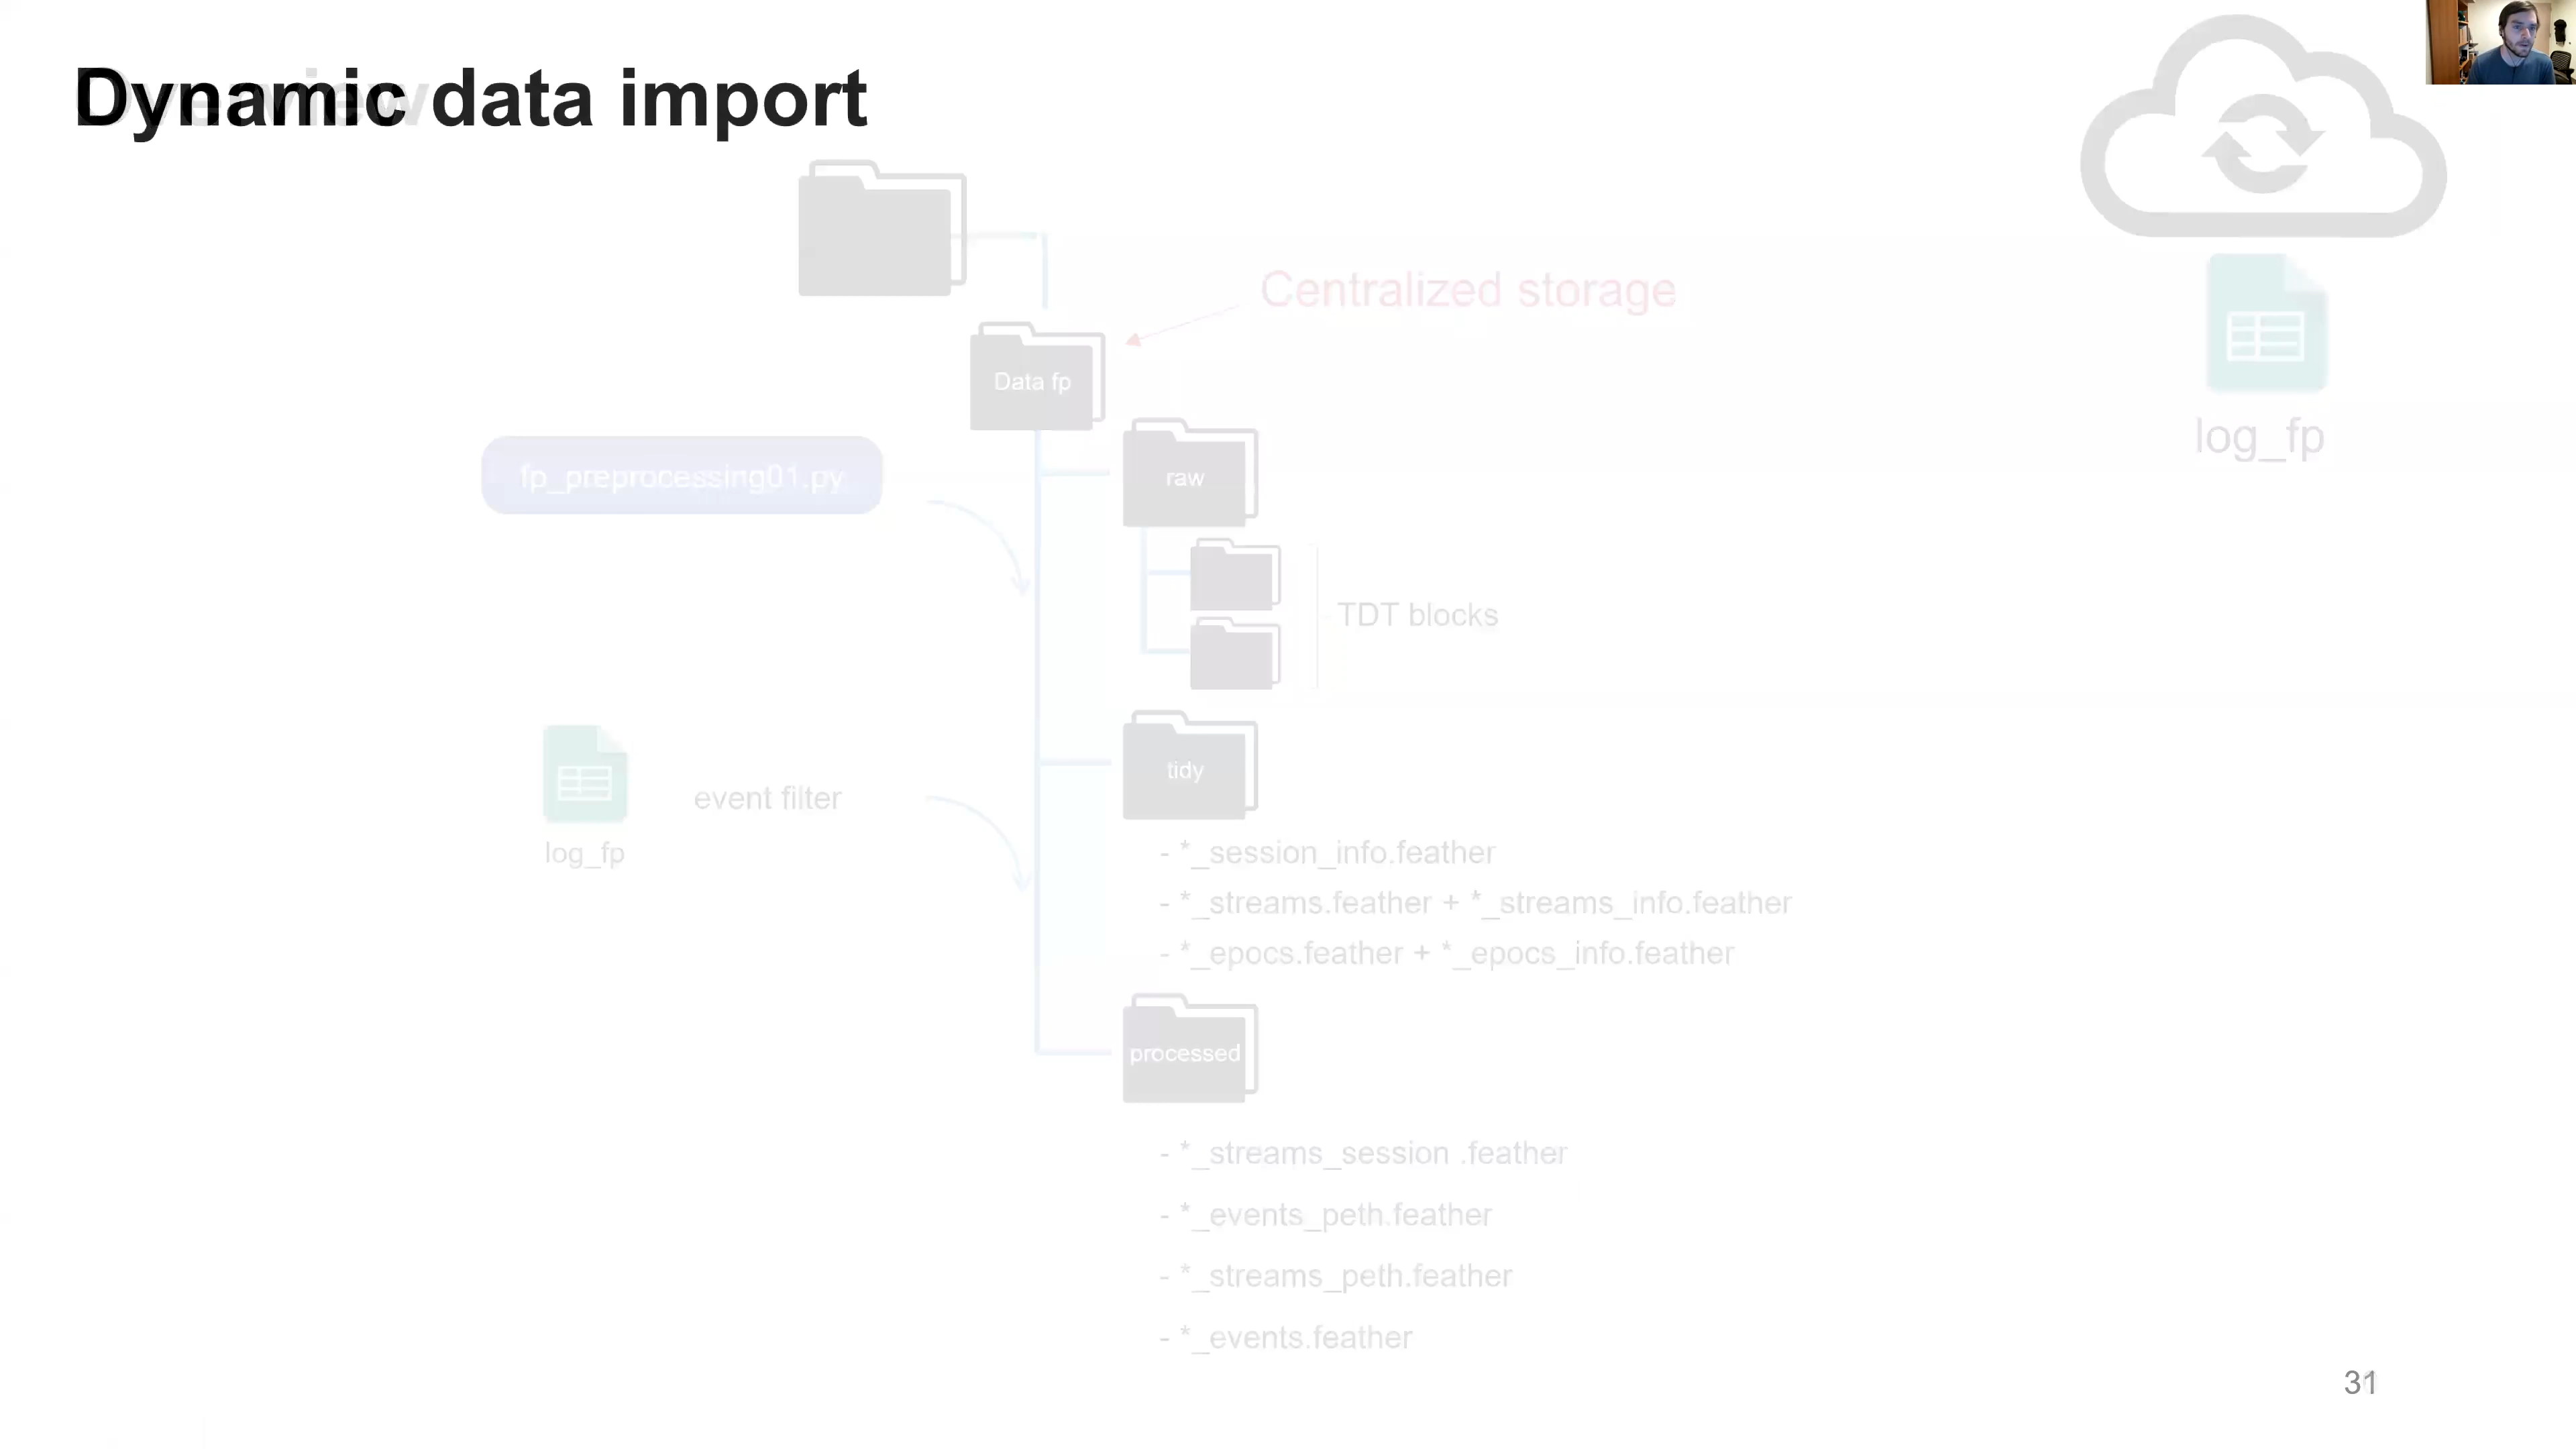 Dynamic data import
Overview
Centralized storage
Data fp
log_fp
fp_preprocessing01.py
raw
TDT blocks
tidy
event filter
log_fp
- *_session_info.feather
- *_streams.feather + *_streams_info.feather
- *_epocs.feather + *_epocs_info.feather
processed
- *_streams_session .feather
- *_events_peth.feather
- *_streams_peth.feather
- *_events.feather
31